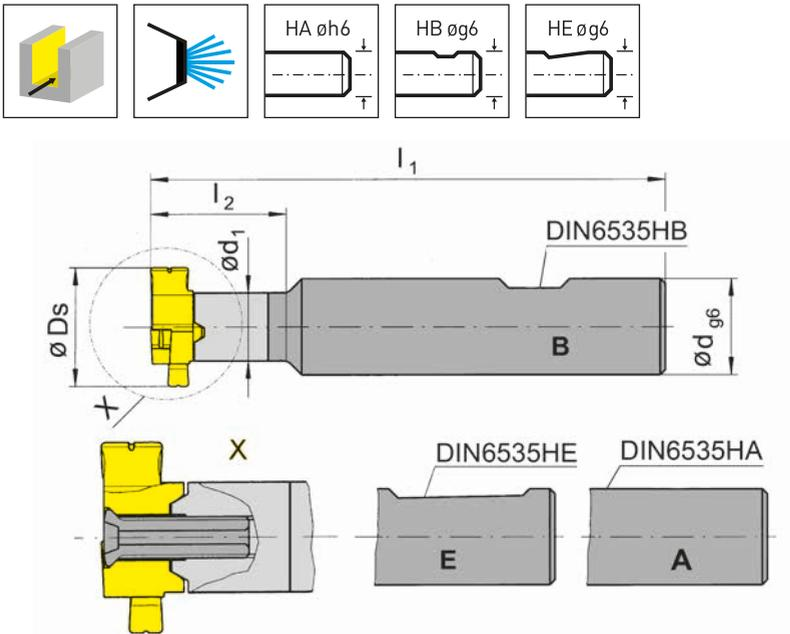 HA øh6
HB øg6
HE øg6
l1
l2
ød1
DIN6535HB
ø Ds
B
ød g6
X
X
DIN6535HE
DIN6535HA
E
A